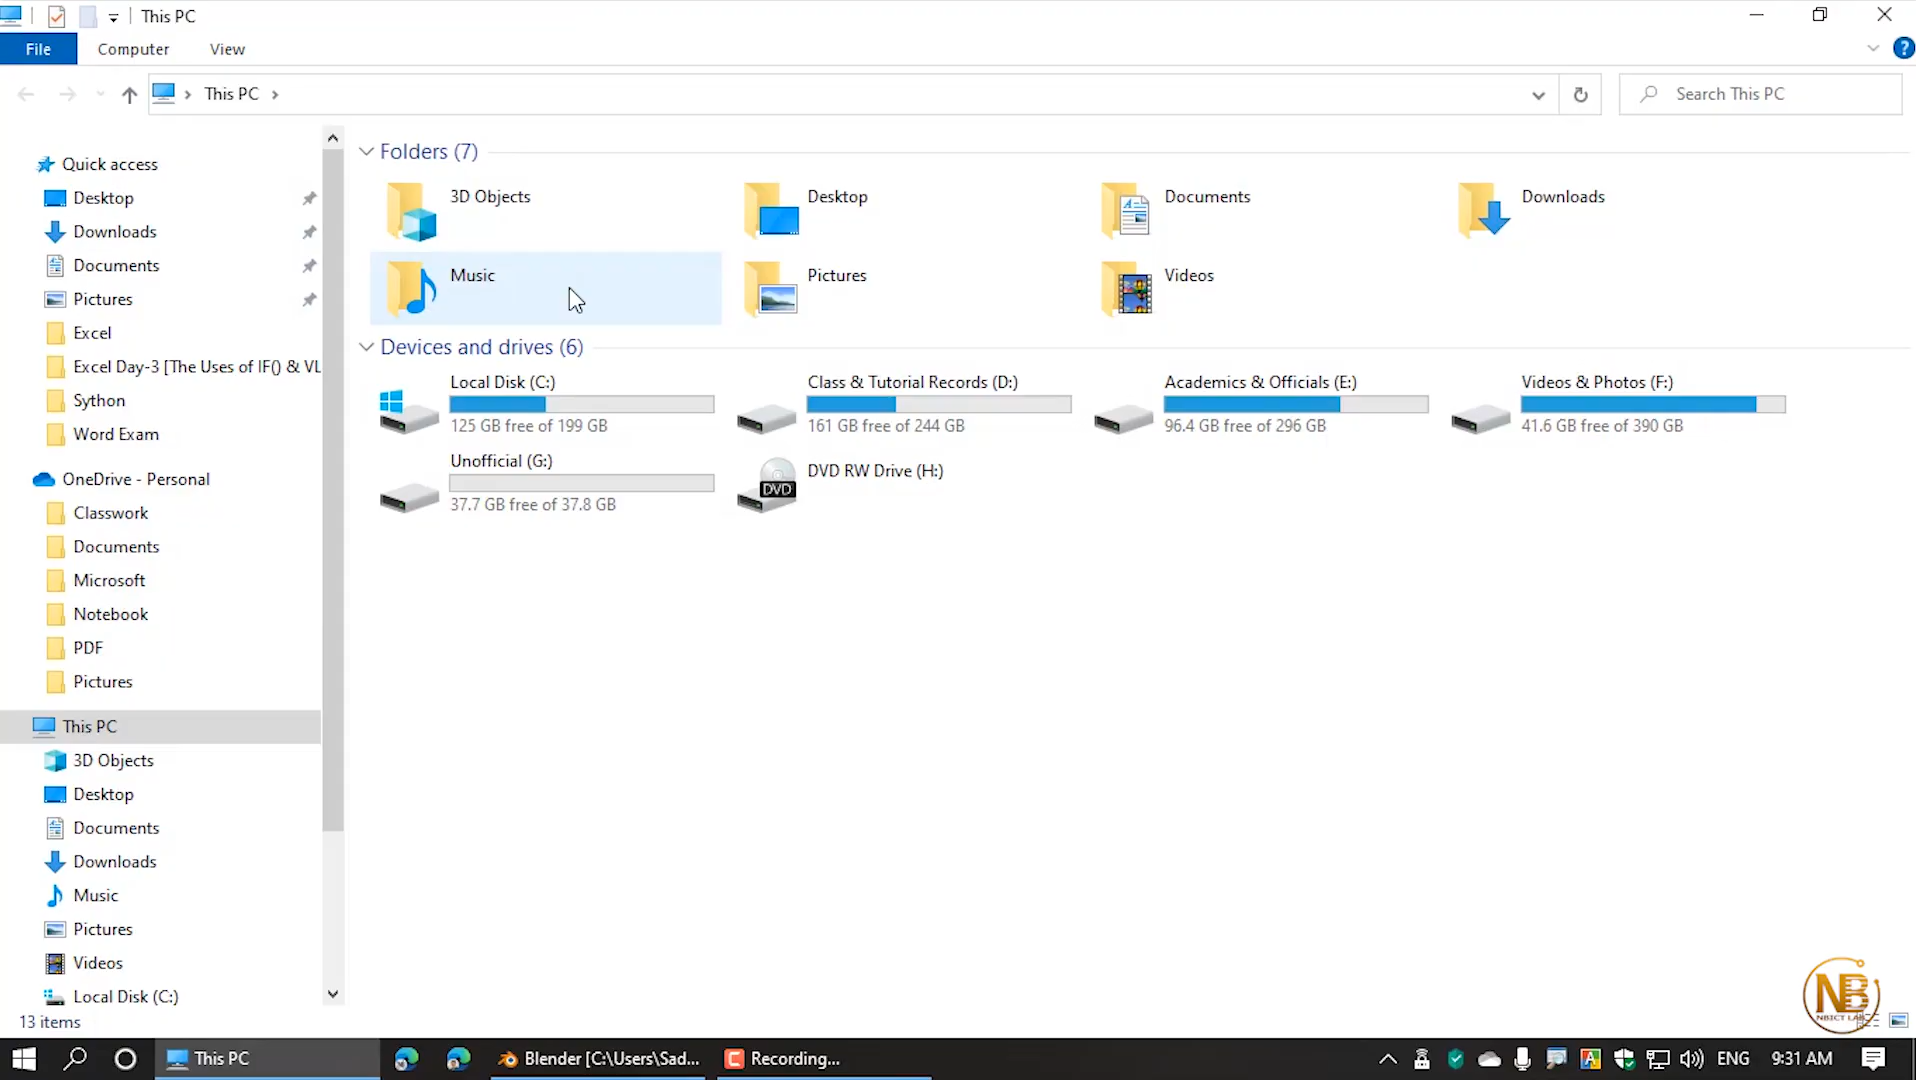 This PC
File
Computer
View
This PC
Search This PC
Quick access
Desktop
Downloads
Documents
Pictures
Excel
Excel Day-3 [The Uses of IF() & VL
Sython
Word Exam
OneDrive - Personal
Classwork
Documents
Microsoft
Notebook
PDF
Pictures
This PC
3D Objects
Desktop
Documents
Downloads
Music
Pictures
Videos
Local Disk (C:)
Folders (7)
3D Objects
Desktop
Documents
Downloads
Music
Pictures
Videos
Devices and drives (6)
Local Disk (C:)
125 GB free of 199 GB
Class & Tutorial Records (D:)
161 GB free of 244 GB
Academics & Officials (E:)
96.4 GB free of 296 GB
Videos & Photos (F:)
41.6 GB free of 390 GB
Unofficial (G:)
37.7 GB free of 37.8 GB
DVD RW Drive (H:)
DVD
13 items
NB
NBICT LAB
This PC
Blender [C:\Users\Sad...
Recording...
ENG
9:31 AM